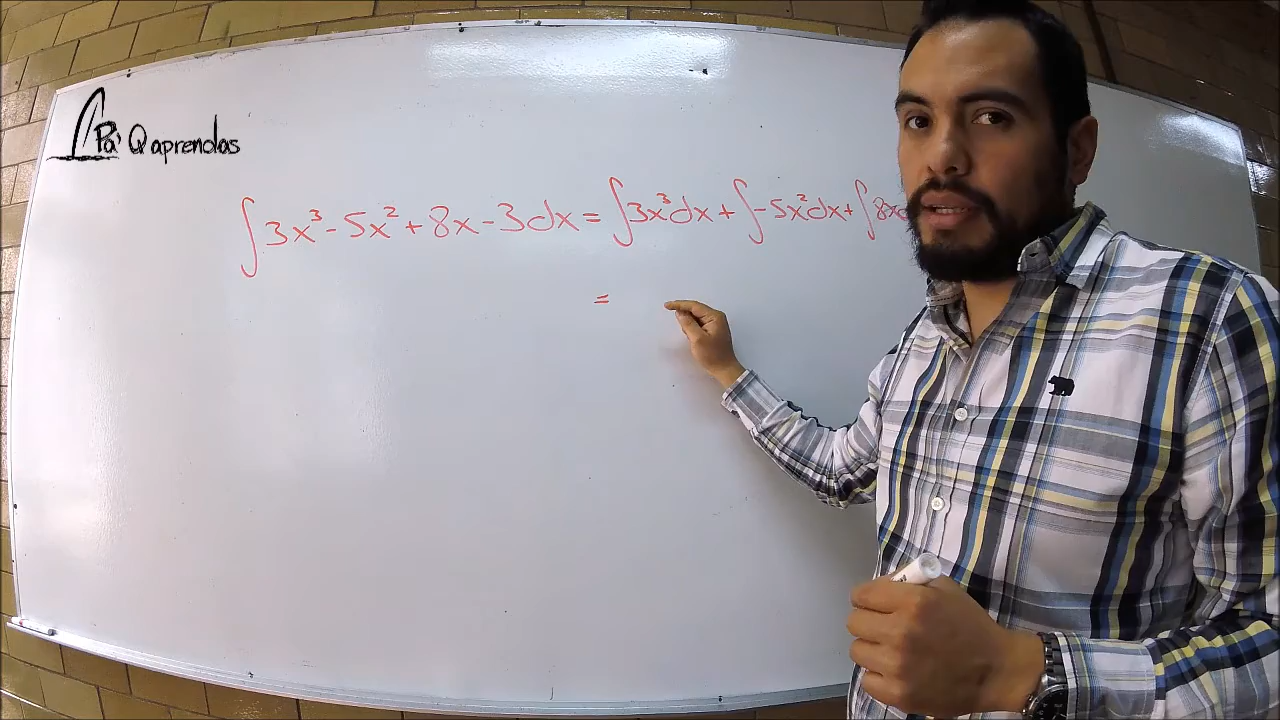 Pa' Q aprendas
∫3x³-5x²+8x-3dx=∫3x³dx+∫-5x²dx+∫8x
=